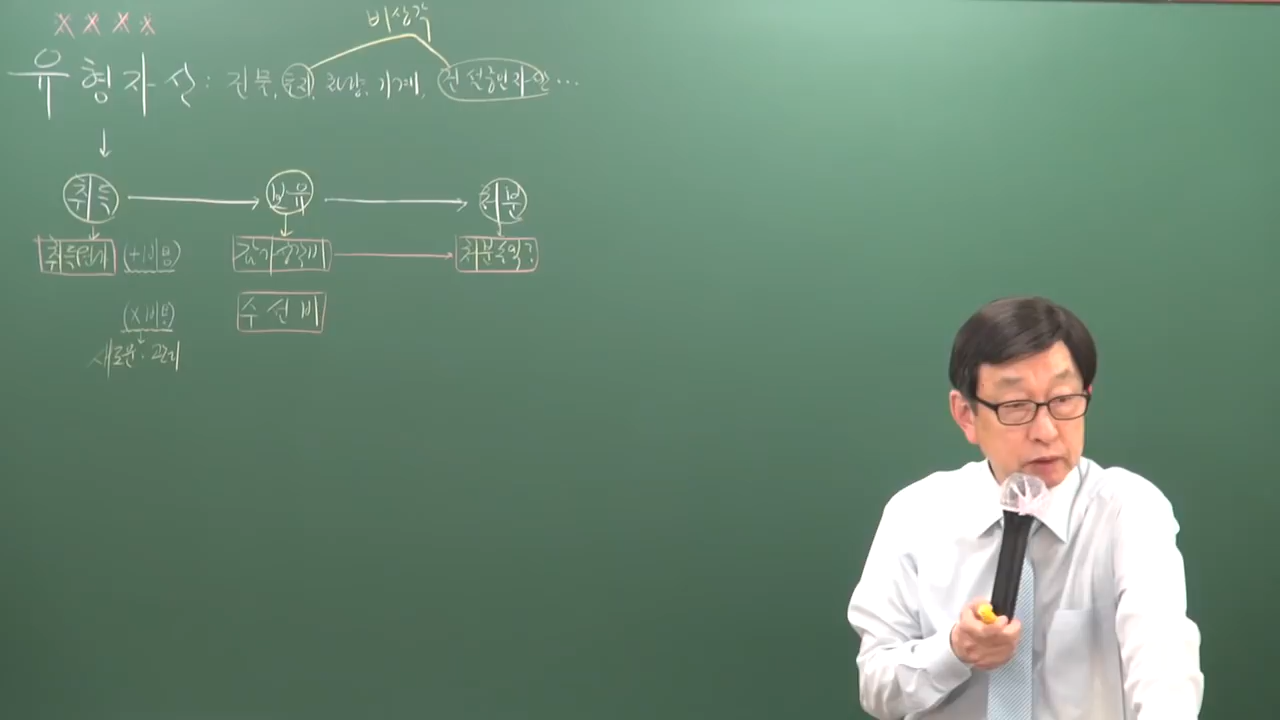 × × × ×
비상각
유형자산 : 건물, 토지, 차량, 기계, 건설중인자산 ...
↓
취득 → 보유 → 처분
취득원가 (+비용) 감가상각비 → 처분손익?
(×비용) 수선비
새로운·관리